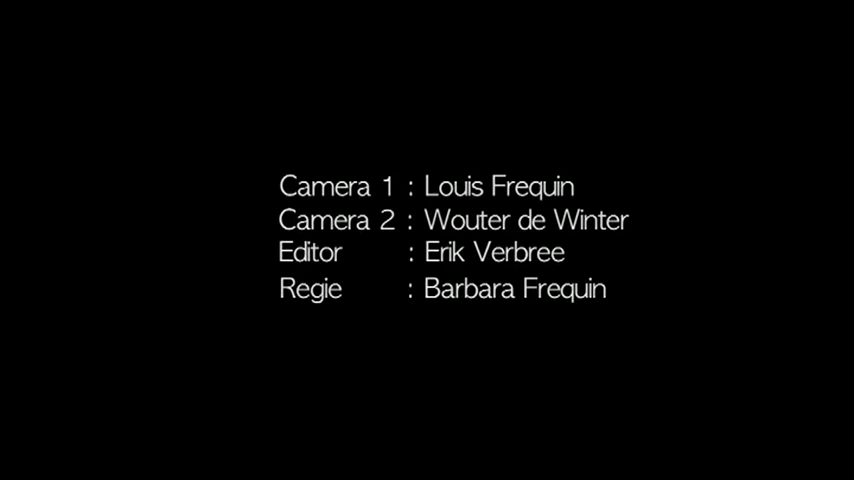 Camera 1 : Louis Frequin
Camera 2 : Wouter de Winter
Editor : Erik Verbree
Regie : Barbara Frequin